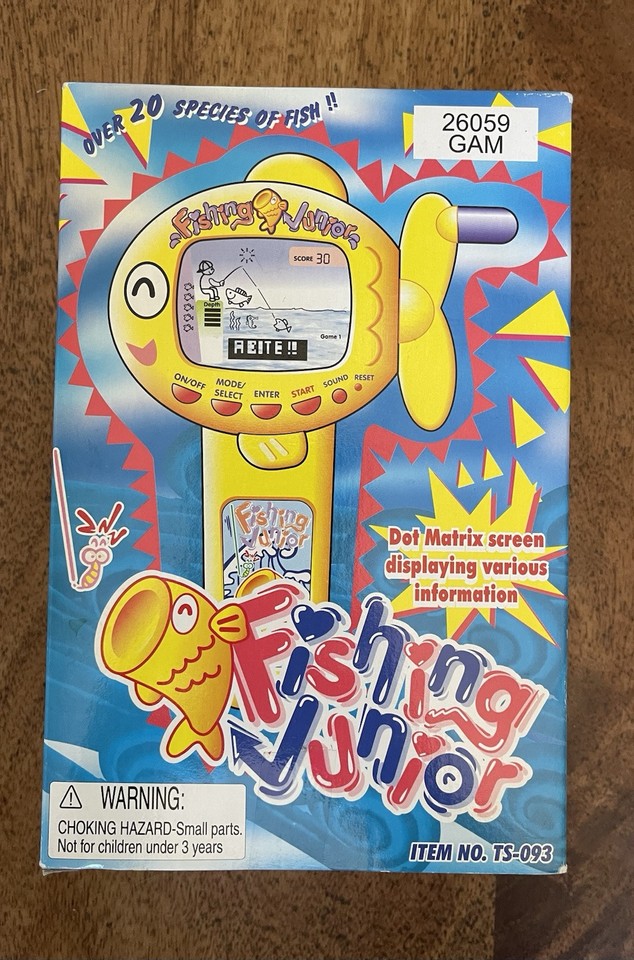 OVER 20 SPECIES OF FISH !!
26059
GAM
Fishing Junior
SCORE 30
Depth
Game 1
A BITE !!
ON/OFF
MODE/
SELECT
ENTER
START
SOUND
RESET
Fishing
Junior
Dot Matrix screen
displaying various
information
Fishing
Junior
WARNING:
CHOKING HAZARD-Small parts.
Not for children under 3 years
ITEM NO. TS-093